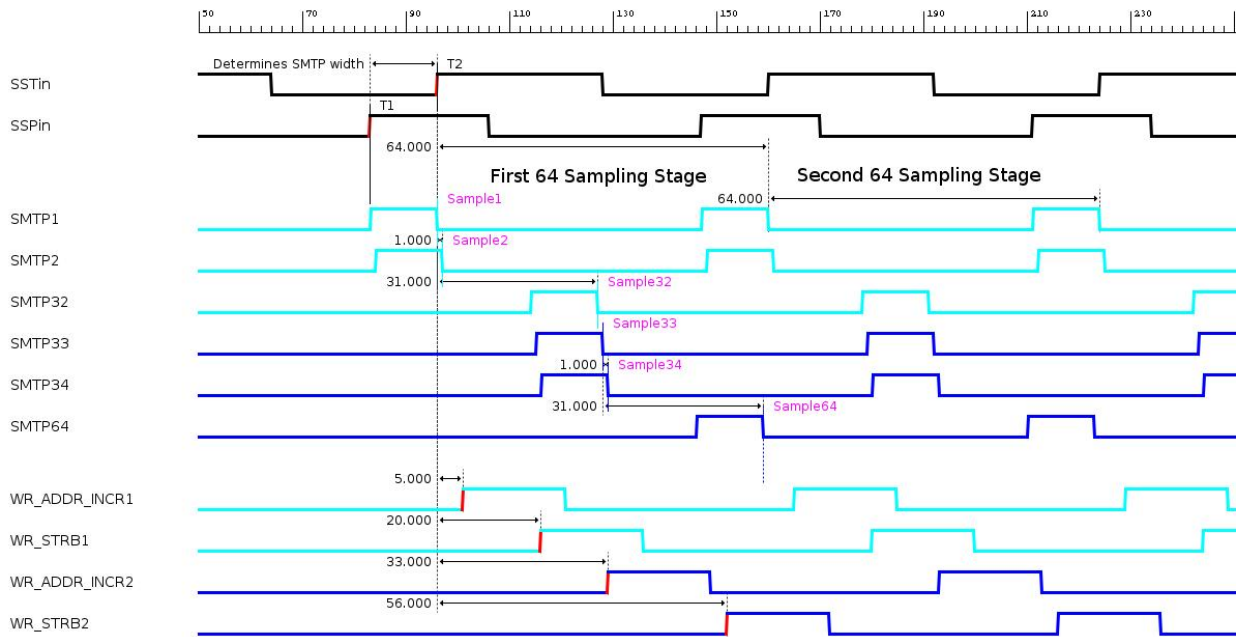 50 70 90 110 130 150 170 190 210 230
Determines SMTP width T2
SSTin
T1
SSPin
64.000
First 64 Sampling Stage Second 64 Sampling Stage
Sample1 64.000
SMTP1
1.000 Sample2
SMTP2
31.000 Sample32
SMTP32
Sample33
SMTP33
1.000 Sample34
SMTP34
31.000 Sample64
SMTP64
5.000
WR_ADDR_INCR1
20.000
WR_STRB1
33.000
WR_ADDR_INCR2
56.000
WR_STRB2